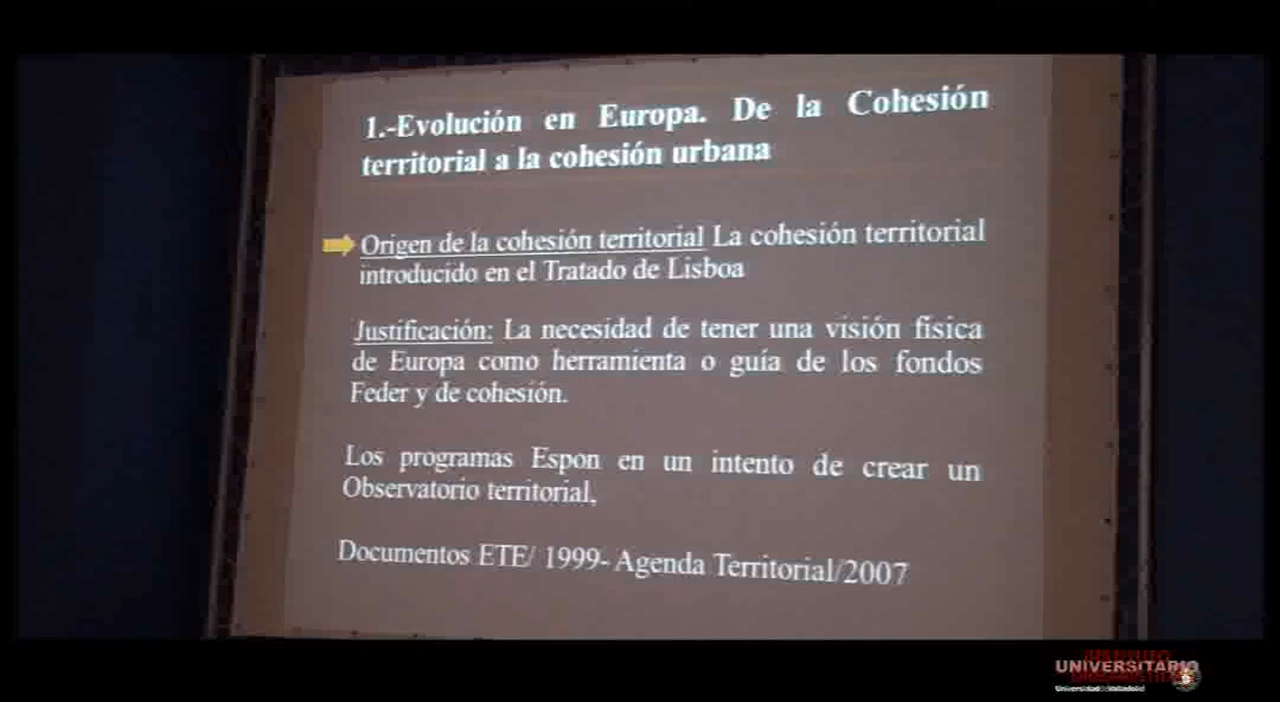 1.-Evolución en Europa. De la Cohesión
territorial a la cohesión urbana
Origen de la cohesión territorial La cohesión territorial
introducido en el Tratado de Lisboa
Justificación: La necesidad de tener una visión física
de Europa como herramienta o guía de los fondos
Feder y de cohesión.
Los programas Espon en un intento de crear un
Observatorio territorial,
Documentos ETE/ 1999- Agenda Territorial/2007
UNIVERSITARIO